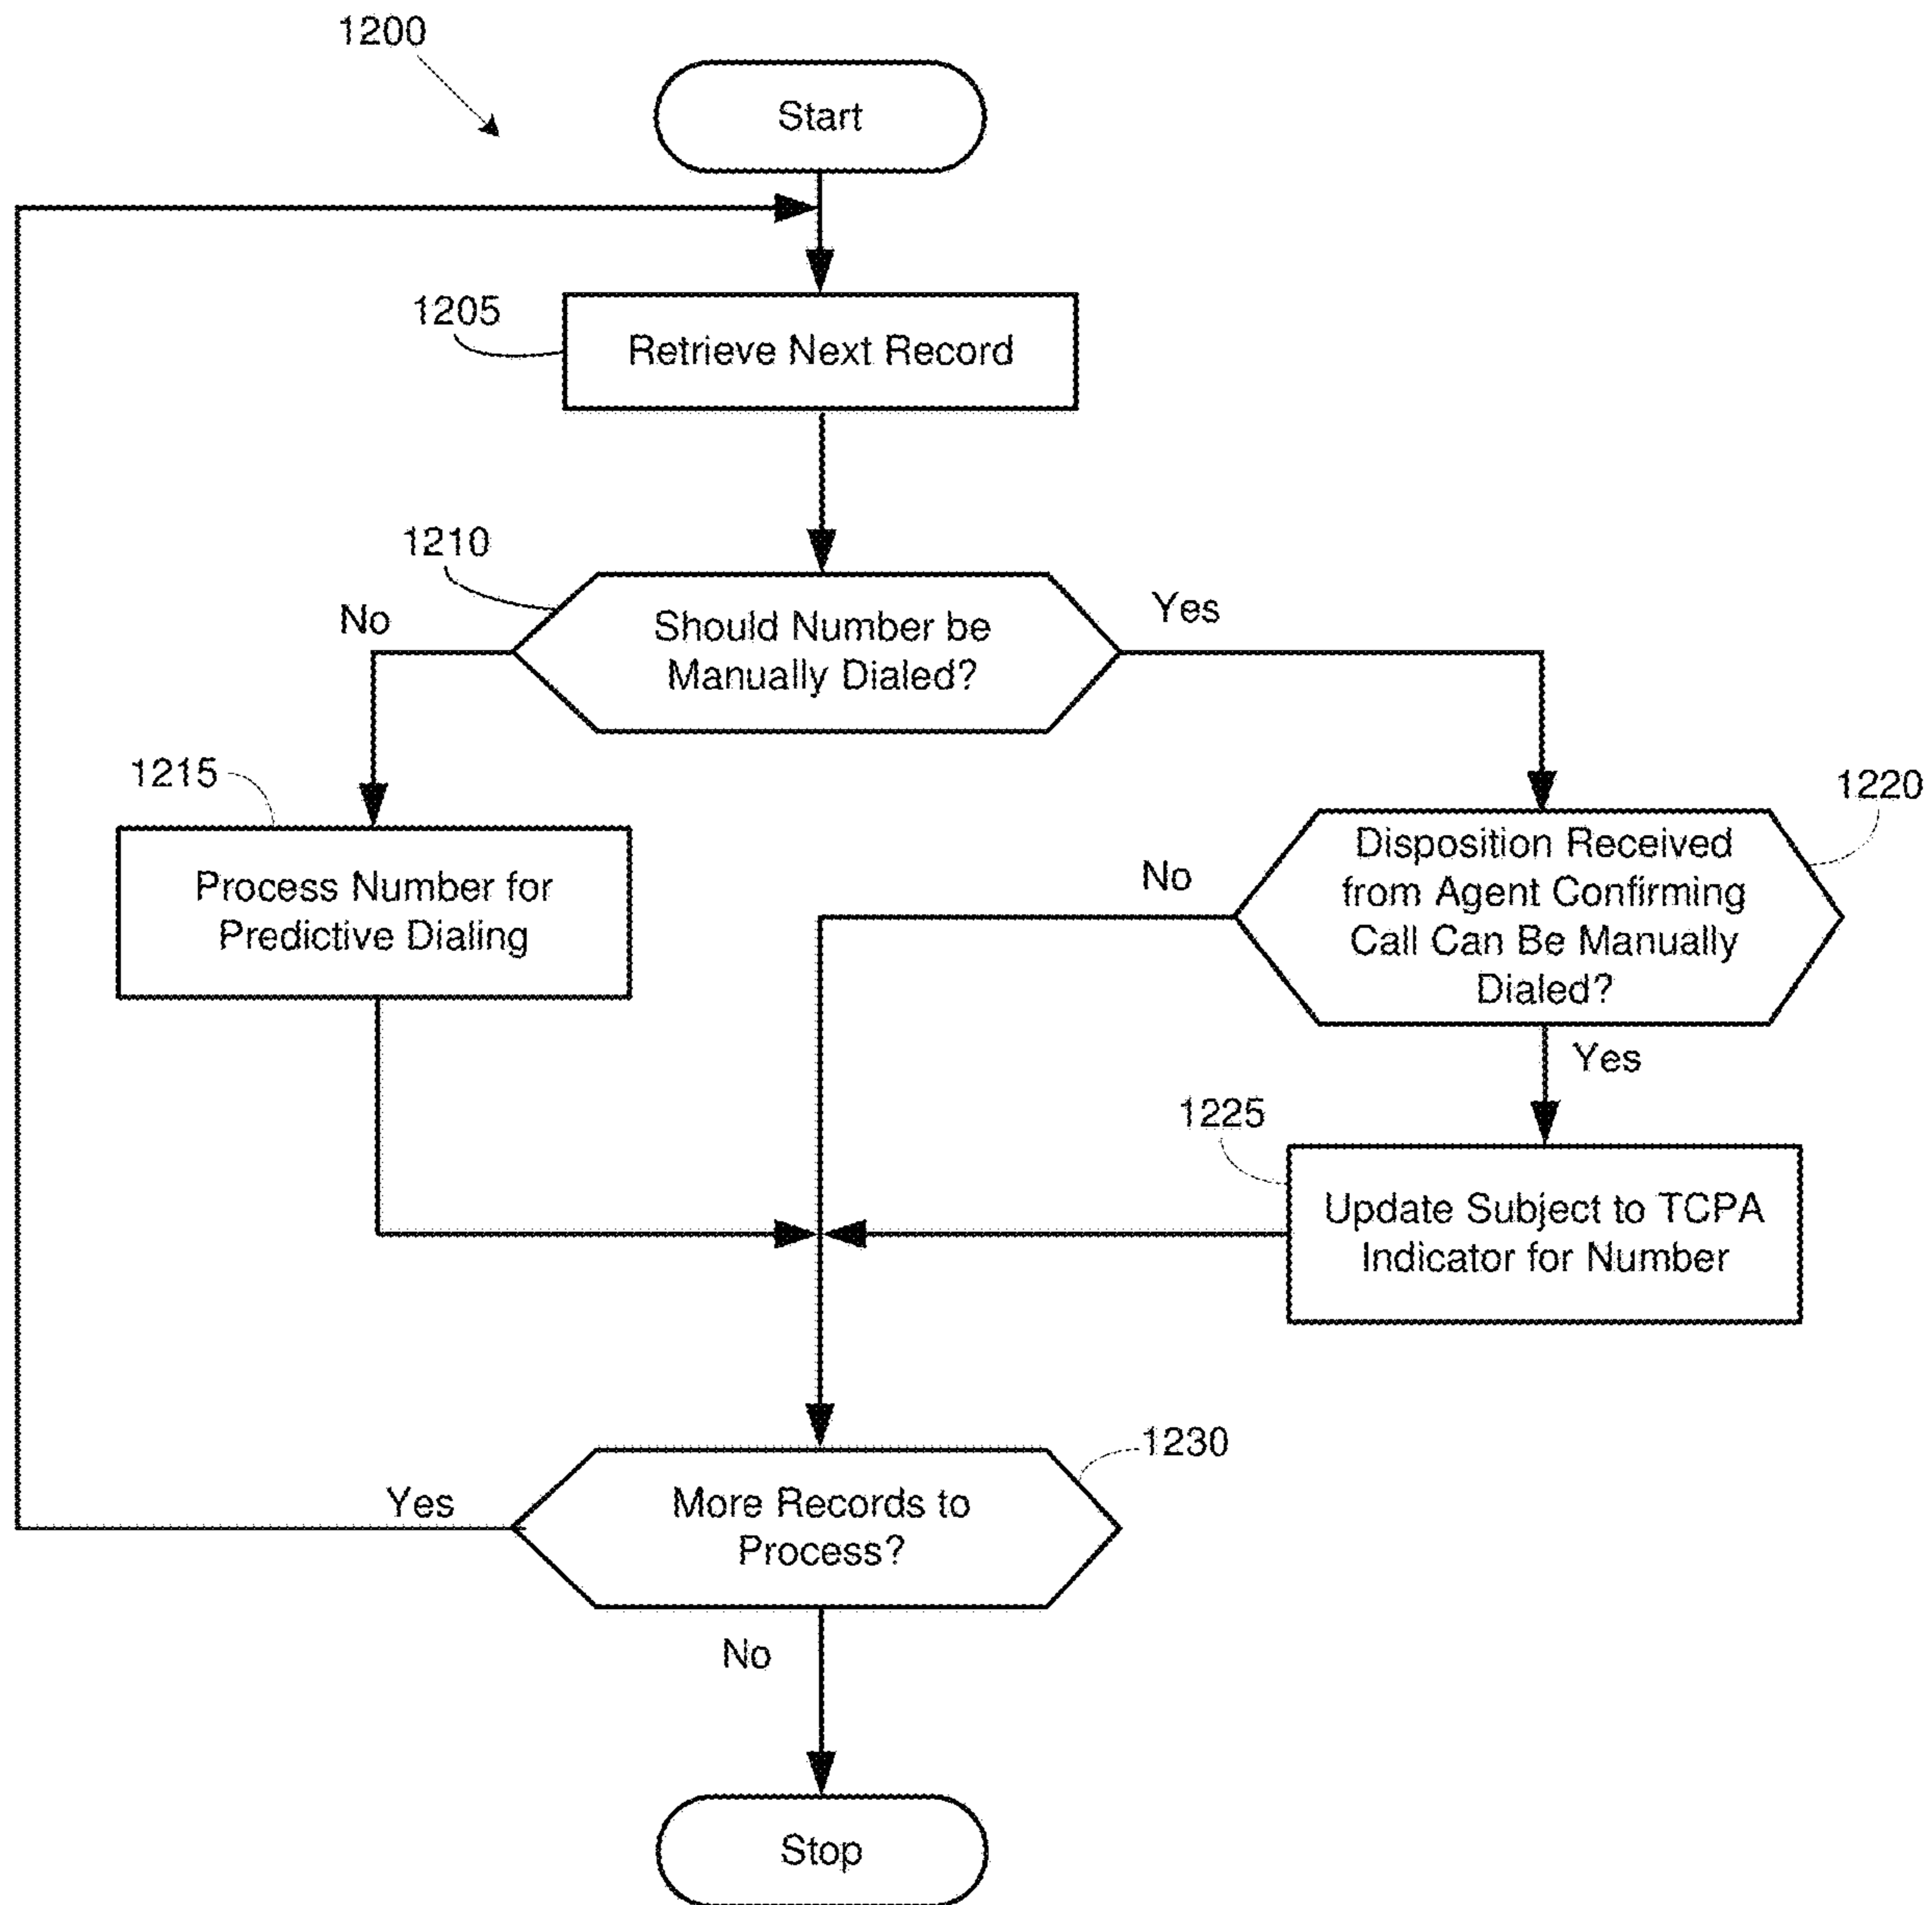 1200
Start
1205
Retrieve Next Record
1210
No
Should Number be
Manually Dialed?
Yes
1215
Process Number for
Predictive Dialing
1220
No
Disposition Received
from Agent Confirming
Call Can Be Manually
Dialed?
Yes
1225
Update Subject to TCPA
Indicator for Number
1230
Yes
More Records to
Process?
No
Stop